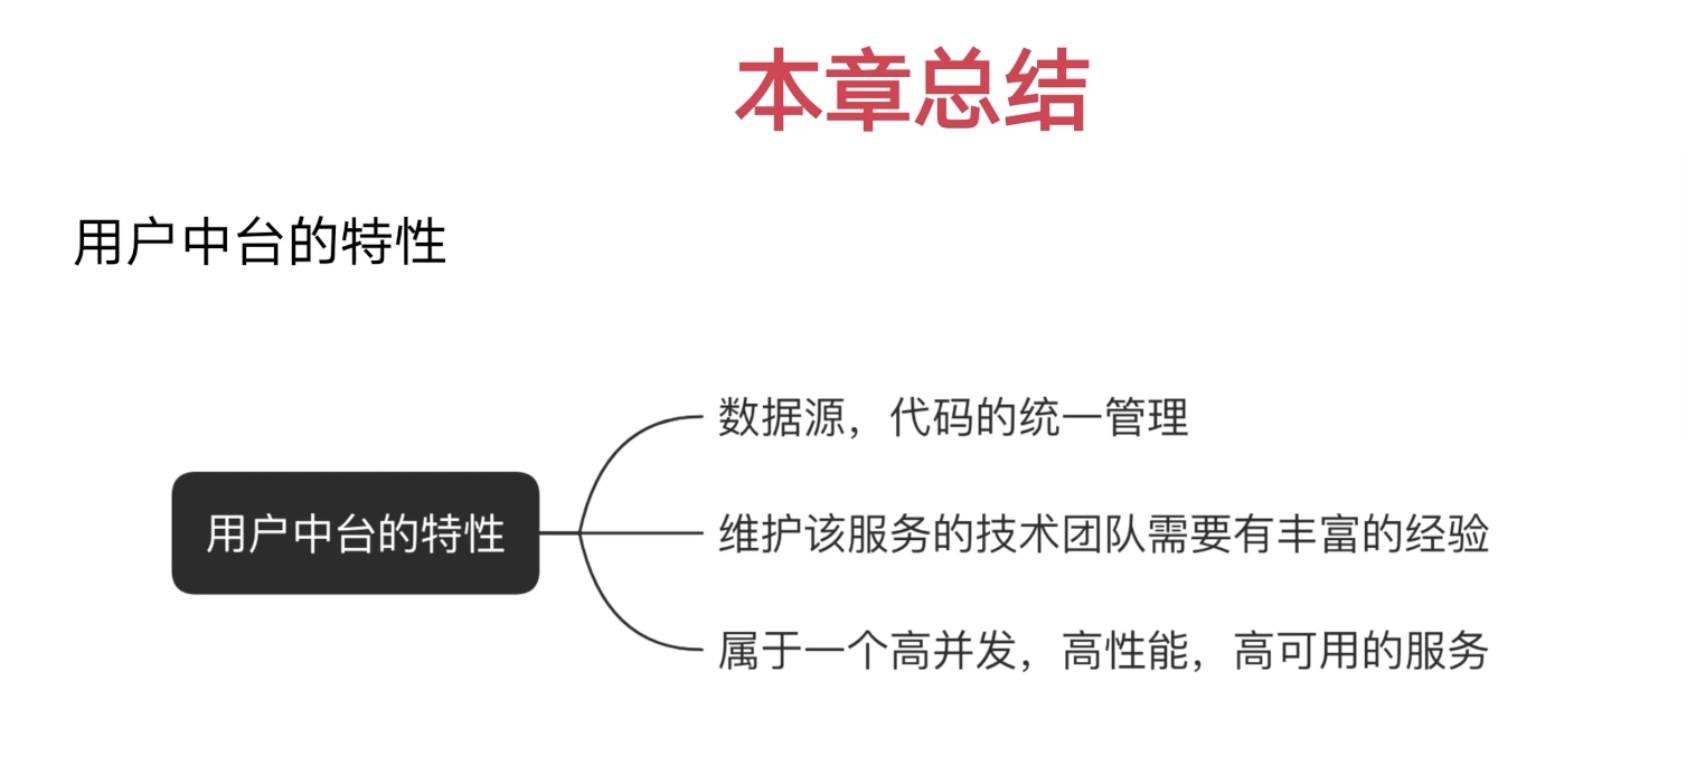 本章总结
用户中台的特性
数据源，代码的统一管理
用户中台的特性
维护该服务的技术团队需要有丰富的经验
属于一个高并发，高性能，高可用的服务